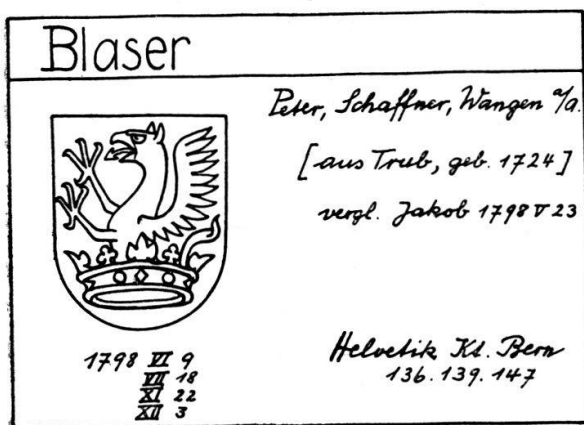 Blaser
Peter, Schaffner, Wangen a/a.
[aus Trub, geb. 1724]
vergl. Jakob 1798 V 23
1798 VI 9
VII 18
XI 22
XII 3
Helvetik Kt. Bern
136. 139. 147